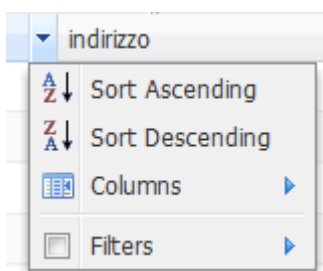 indirizzo
Sort Ascending
Sort Descending
Columns
Filters